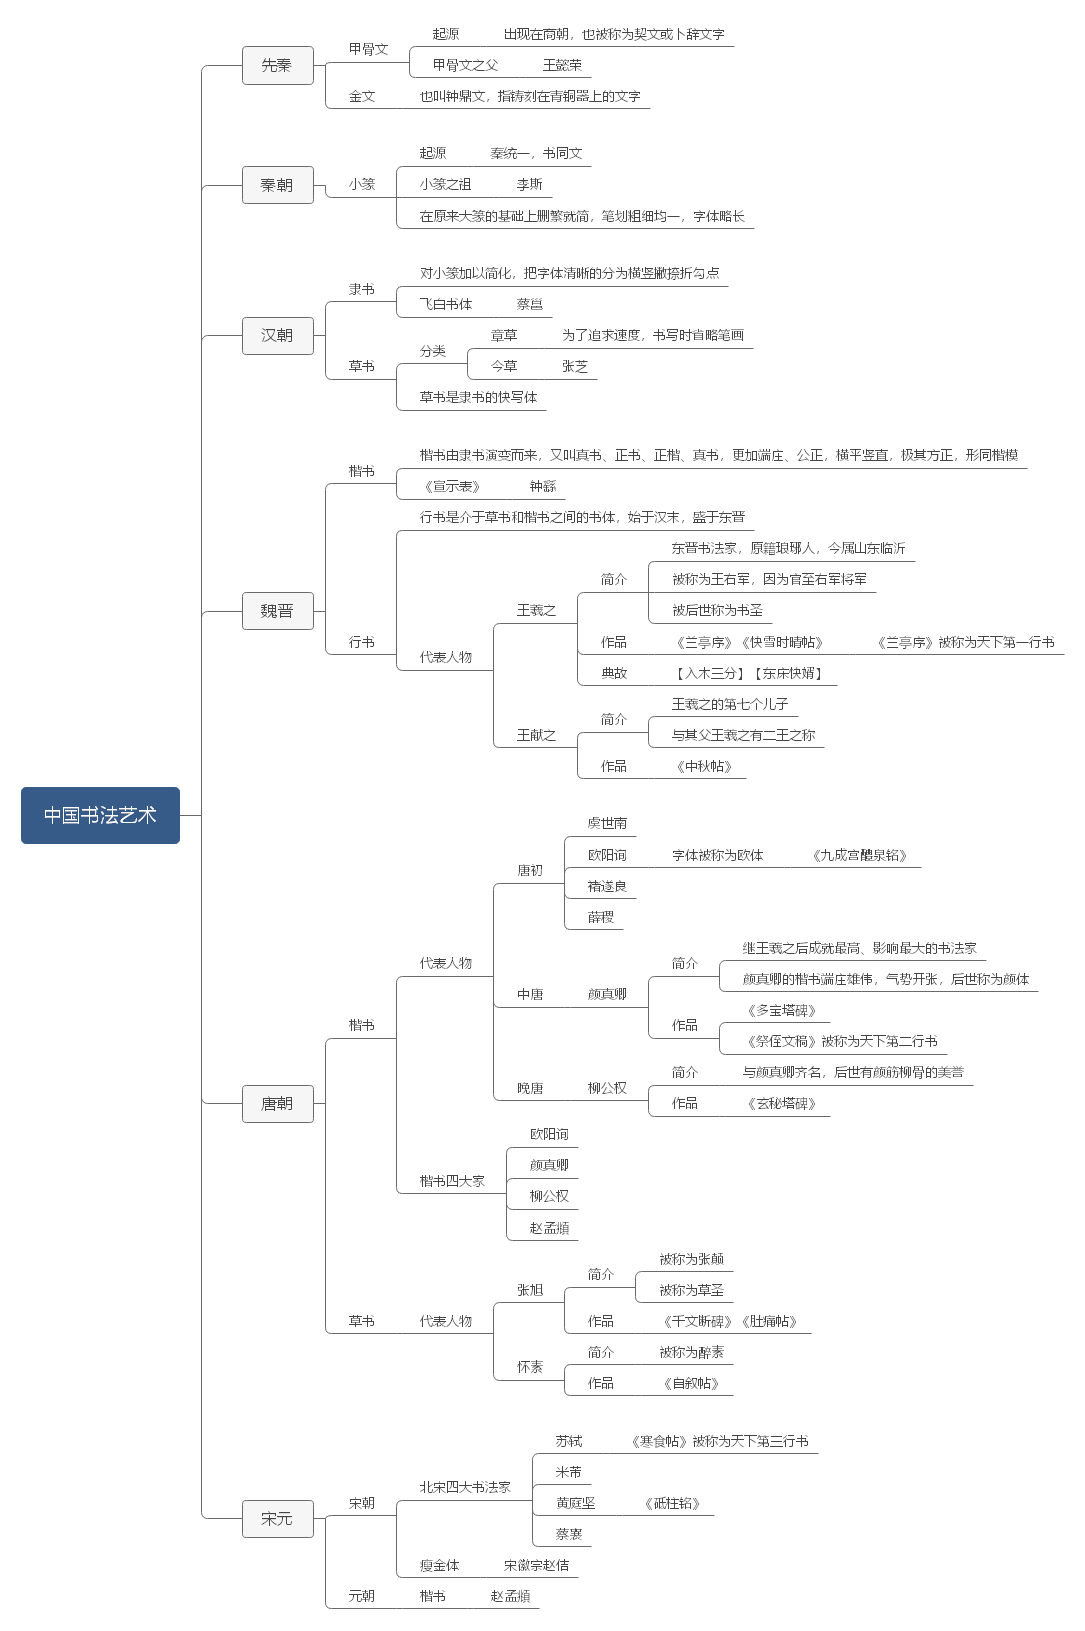 中国书法艺术
先秦
甲骨文
起源 出现在商朝，也被称为契文或卜辞文字
甲骨文之父 王懿荣
金文 也叫钟鼎文，指铸刻在青铜器上的文字
秦朝
小篆
起源 秦统一，书同文
小篆之祖 李斯
在原来大篆的基础上删繁就简，笔划粗细均一，字体略长
汉朝
隶书
对小篆加以简化，把字体清晰的分为横竖撇捺折勾点
飞白书体 蔡邕
草书
分类
章草 为了追求速度，书写时省略笔画
今草 张芝
草书是隶书的快写体
魏晋
楷书
楷书由隶书演变而来，又叫真书、正书、正楷、真书，更加端庄、公正，横平竖直，极其方正，形同楷模
《宣示表》 钟繇
行书
行书是介于草书和楷书之间的书体，始于汉末，盛于东晋
代表人物
王羲之
简介
东晋书法家，原籍琅琊人，今属山东临沂
被称为王右军，因为官至右军将军
被后世称为书圣
作品 《兰亭序》《快雪时晴帖》 《兰亭序》被称为天下第一行书
典故 【入木三分】【东床快婿】
王献之
简介
王羲之的第七个儿子
与其父王羲之有二王之称
作品 《中秋帖》
唐朝
楷书
代表人物
唐初
虞世南
欧阳询 字体被称为欧体 《九成宫醴泉铭》
褚遂良
薛稷
中唐 颜真卿
简介
继王羲之后成就最高、影响最大的书法家
颜真卿的楷书端庄雄伟，气势开张，后世称为颜体
作品
《多宝塔碑》
《祭侄文稿》被称为天下第二行书
晚唐 柳公权
简介 与颜真卿齐名，后世有颜筋柳骨的美誉
作品 《玄秘塔碑》
楷书四大家
欧阳询
颜真卿
柳公权
赵孟頫
草书 代表人物
张旭
简介
被称为张颠
被称为草圣
作品 《千文断碑》《肚痛帖》
怀素
简介 被称为醉素
作品 《自叙帖》
宋元
宋朝
北宋四大书法家
苏轼 《寒食帖》被称为天下第三行书
米芾
黄庭坚 《砥柱铭》
蔡襄
瘦金体 宋徽宗赵佶
元朝 楷书 赵孟頫